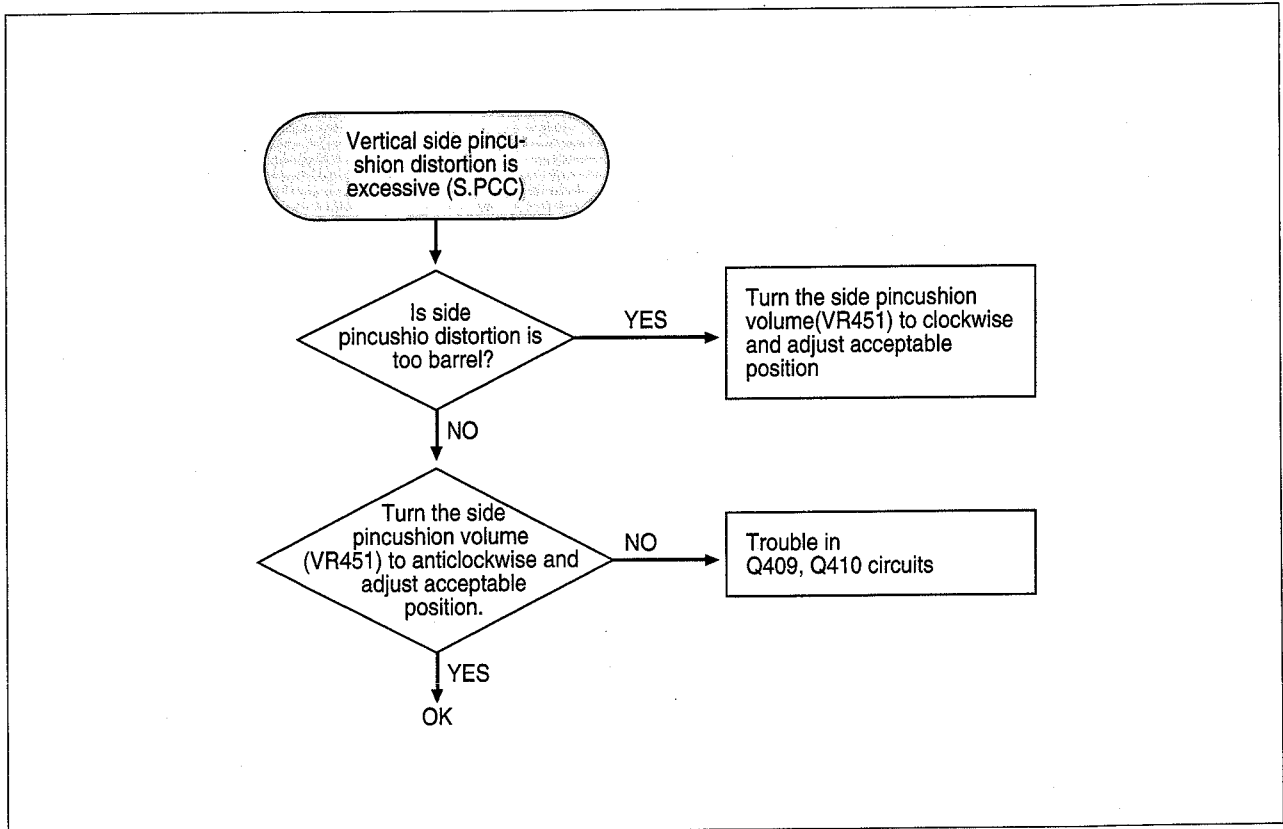 Vertical side pincu-
shion distortion is
excessive (S.PCC)
Is side
pincushio distortion is
too barrel?
YES
Turn the side pincushion
volume(VR451) to clockwise
and adjust acceptable
position
NO
Turn the side
pincushion volume
(VR451) to anticlockwise and
adjust acceptable
position.
NO
Trouble in
Q409, Q410 circuits
YES
OK